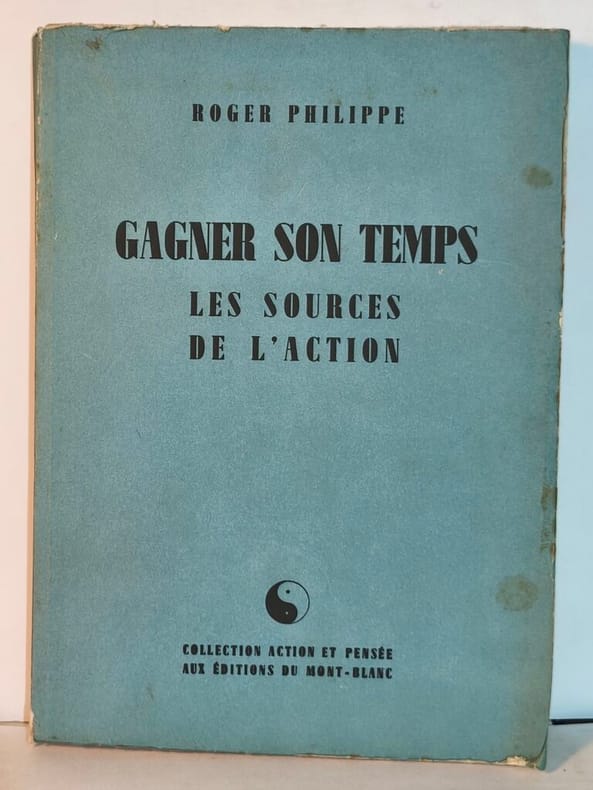 ROGER PHILIPPE
GAGNER SON TEMPS
LES SOURCES
DE L'ACTION
COLLECTION ACTION ET PENSÉE
AUX ÉDITIONS DU MONT-BLANC